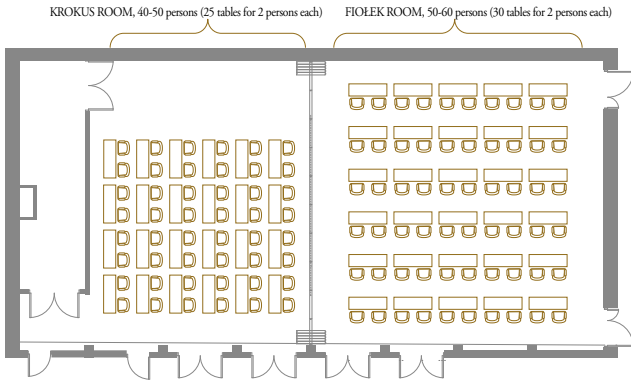 KROKUS ROOM, 40-50 persons (25 tables for 2 persons each)
FIOŁEK ROOM, 50-60 persons (30 tables for 2 persons each)